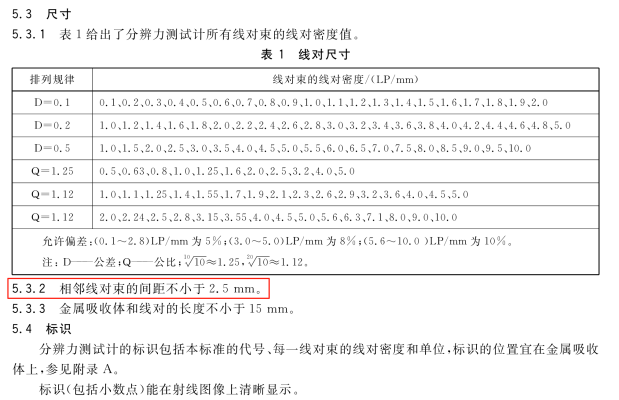 5.3 尺寸
5.3.1 表1给出了分辨力测试计所有线对束的线对密度值。
表1 线对尺寸
排列规律 线对束的线对密度/(LP/mm)
D=0.1 0.1、0.2、0.3、0.4、0.5、0.6、0.7、0.8、0.9、1.0、1.1、1.2、1.3、1.4、1.5、1.6、1.7、1.8、1.9、2.0
D=0.2 1.0、1.2、1.4、1.6、1.8、2.0、2.2、2.4、2.6、2.8、3.0、3.2、3.4、3.6、3.8、4.0、4.2、4.4、4.6、4.8、5.0
D=0.5 1.0、1.5、2.0、2.5、3.0、3.5、4.0、4.5、5.0、5.5、6.0、6.5、7.0、7.5、8.0、8.5、9.0、9.5、10.0
Q=1.25 0.5、0.63、0.8、1.0、1.25、1.6、2.0、2.5、3.2、4.0、5.0
Q=1.12 1.0、1.1、1.25、1.4、1.55、1.7、1.9、2.1、2.3、2.6、2.9、3.2、3.6、4.0、4.5、5.0
Q=1.12 2.0、2.24、2.5、2.8、3.15、3.55、4.0、4.5、5.0、5.6、6.3、7.1、8.0、9.0、10.0
允许偏差:(0.1~2.8)LP/mm 为 5%;(3.0~5.0)LP/mm 为 8%;(5.6~10.0 )LP/mm 为 10%。
注:D——公差;Q——公比;¹⁰√10≈1.25,²⁰√10≈1.12。
5.3.2 相邻线对束的间距不小于 2.5 mm。
5.3.3 金属吸收体和线对的长度不小于 15 mm。
5.4 标识
分辨力测试计的标识包括本标准的代号、每一线对束的线对密度和单位,标识的位置宜在金属吸收
体上,参见附录 A。
标识(包括小数点)能在射线图像上清晰显示。